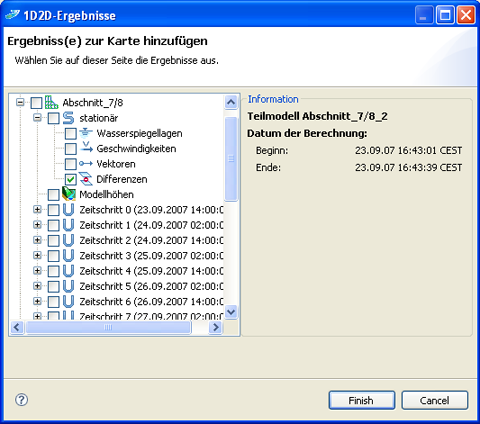 1D2D-Ergebnisse
Ergebniss(e) zur Karte hinzufügen
Wählen Sie auf dieser Seite die Ergebnisse aus.
Abschnitt_7/8
stationär
Wasserspiegellagen
Geschwindigkeiten
Vektoren
Differenzen
Modellhöhen
Zeitschritt 0 (23.09.2007 14:00:0
Zeitschritt 1 (24.09.2007 02:00:0
Zeitschritt 2 (24.09.2007 14:00:0
Zeitschritt 3 (25.09.2007 02:00:0
Zeitschritt 4 (25.09.2007 14:00:0
Zeitschritt 5 (26.09.2007 02:00:0
Zeitschritt 6 (26.09.2007 14:00:0
Zeitschritt 7 (27.09.2007 02:00:0
Information
Teilmodell Abschnitt_7/8_2
Datum der Berechnung:
Beginn: 23.09.07 16:43:01 CEST
Ende: 23.09.07 16:43:39 CEST
?
Finish
Cancel